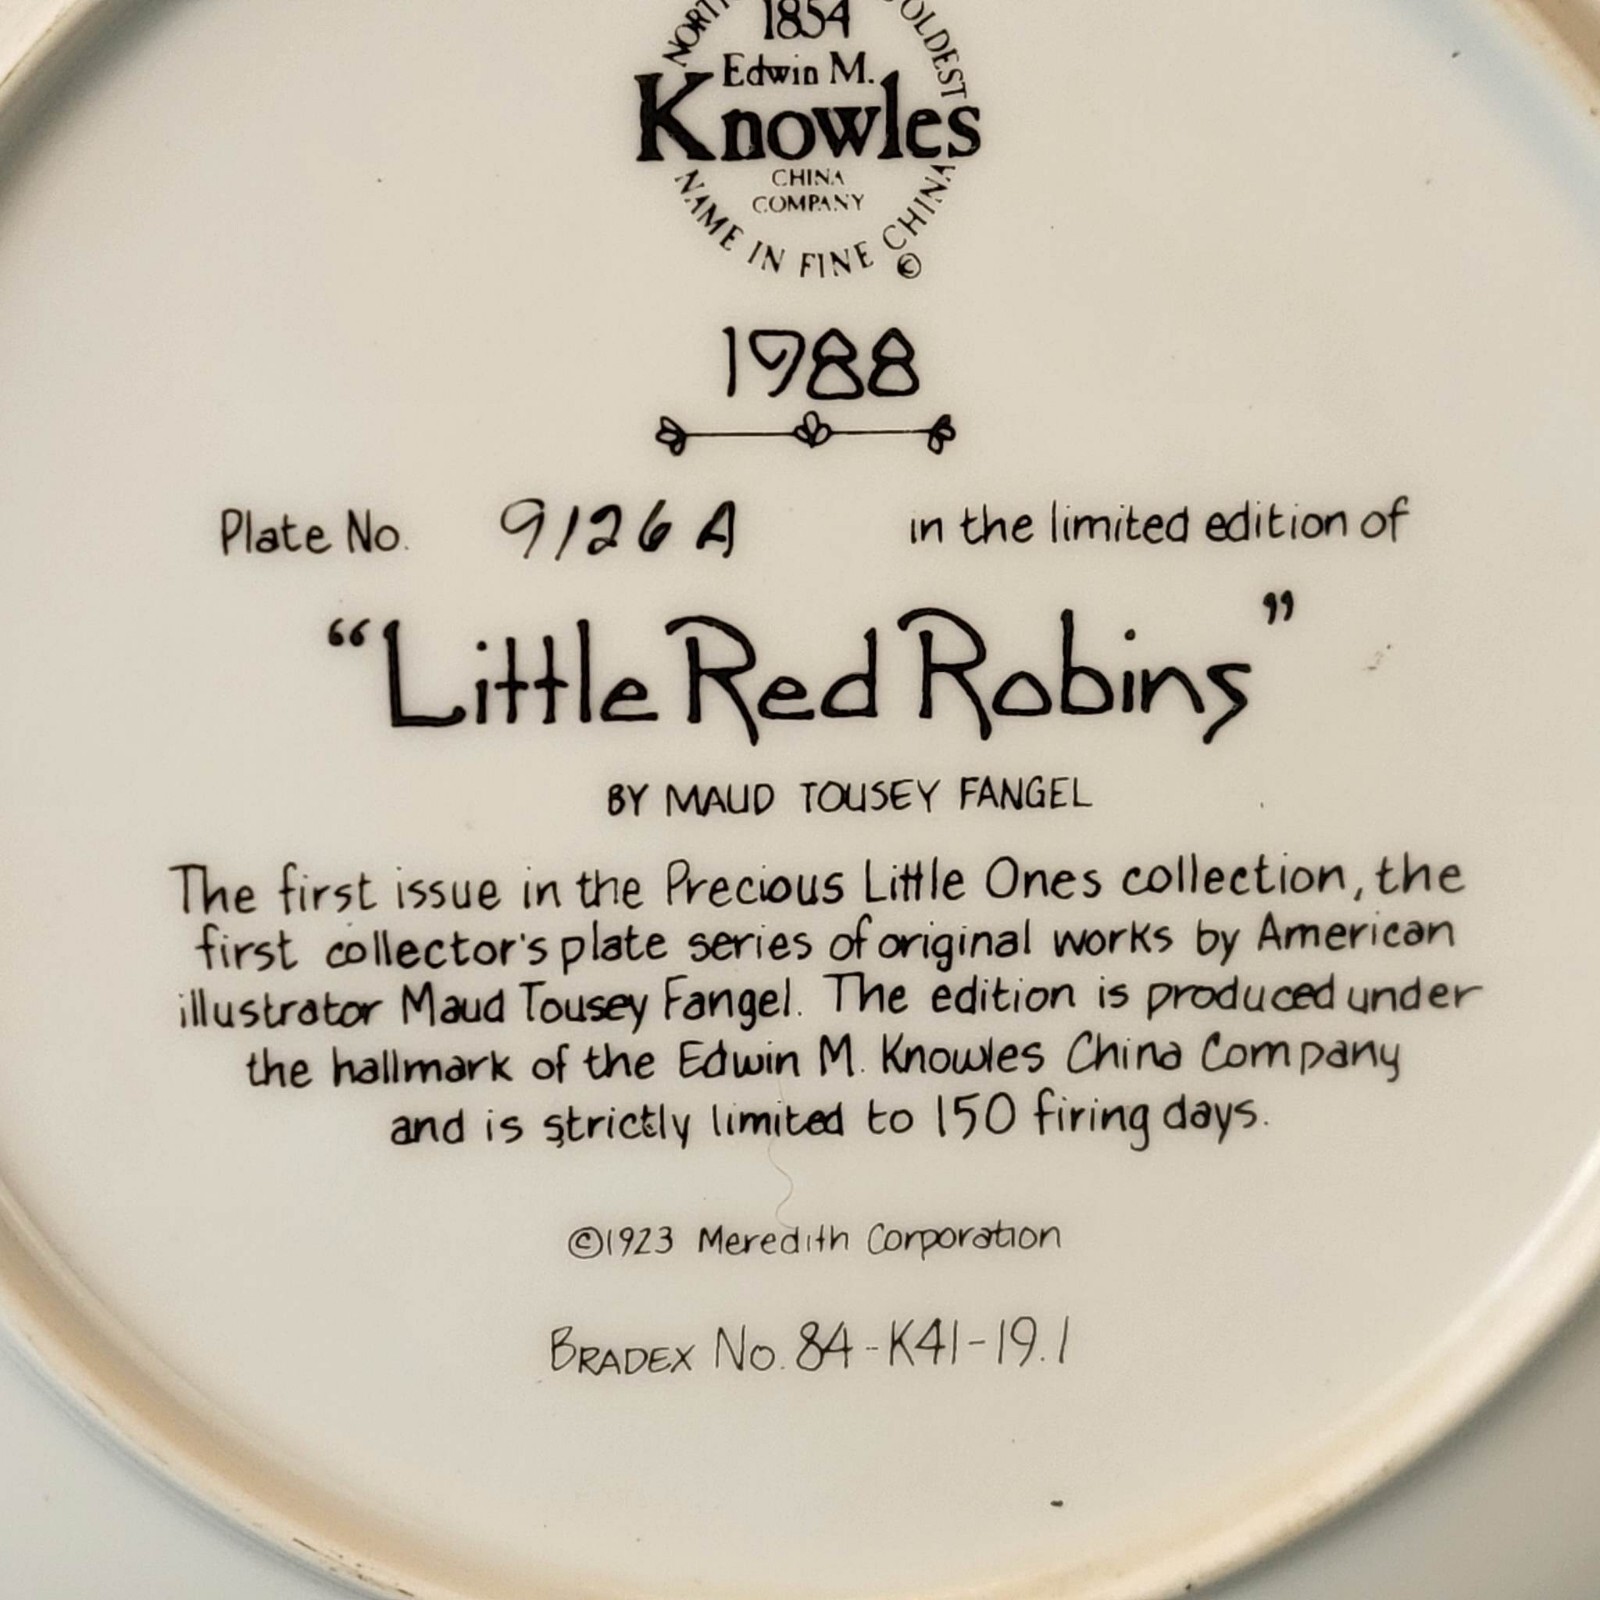 1854
OLDEST
Edwin M.
Knowles
CHINA
COMPANY
NAME IN FINE CHINA
©
1988
Plate No. 9126 A in the limited edition of
"Little Red Robins"
BY MAUD TOUSEY FANGEL
The first issue in the Precious Little Ones collection, the
first collector's plate series of original works by American
illustrator Maud Tousey Fangel. The edition is produced under
the hallmark of the Edwin M. Knowles China Company
and is strictly limited to 150 firing days.
©1923 Meredith Corporation
BRADEX No. 84-K41-19.1